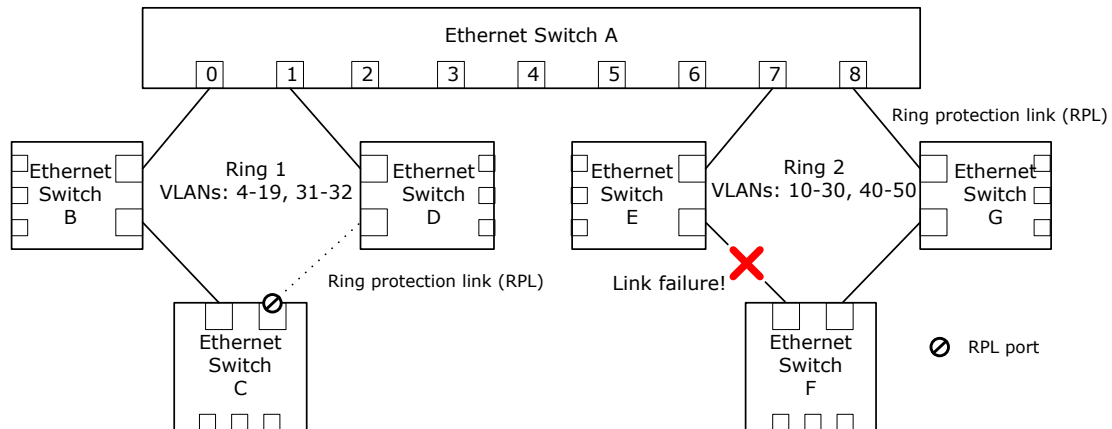 Ethernet Switch A
0 1 2 3 4 5 6 7 8
Ring protection link (RPL)
Ethernet
Switch
B
Ring 1
VLANs: 4-19, 31-32
Ethernet
Switch
D
Ethernet
Switch
E
Ring 2
VLANs: 10-30, 40-50
Ethernet
Switch
G
Ring protection link (RPL)
Link failure!
Ethernet
Switch
C
Ethernet
Switch
F
RPL port